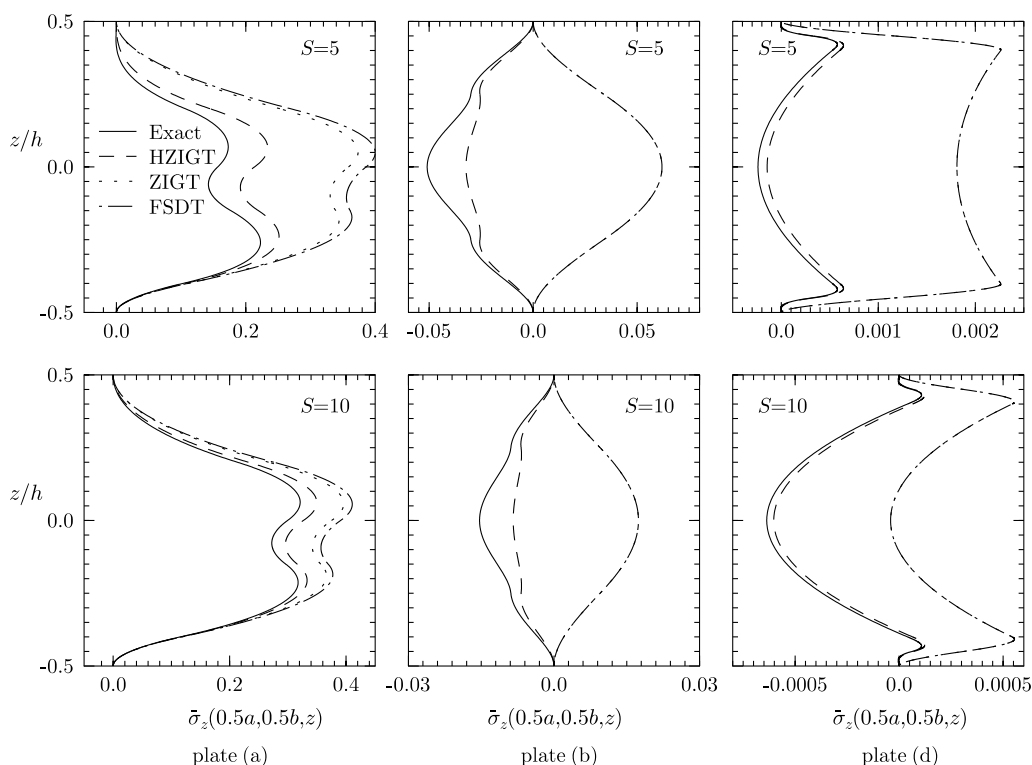 0.5
S=5
S=5
S=5
z/h
Exact
HZIGT
ZIGT
FSDT
0.0
-0.5
0.0
0.2
0.4
-0.05
0.0
0.05
0.0
0.001
0.002
0.5
S=10
S=10
S=10
z/h
0.0
-0.5
0.0
0.2
0.4
-0.03
0.0
0.03
-0.0005
0.0
0.0005
σ̄z(0.5a,0.5b,z)
σ̄z(0.5a,0.5b,z)
σ̄z(0.5a,0.5b,z)
plate (a)
plate (b)
plate (d)